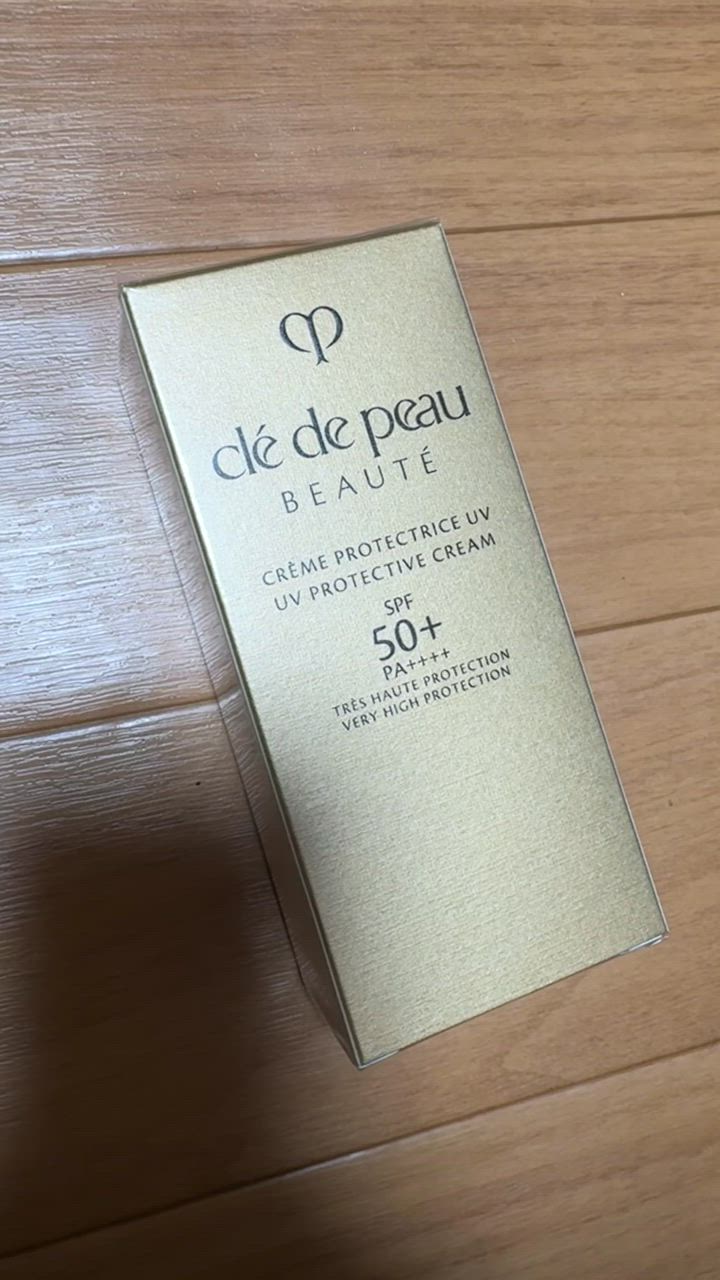 clé de peau
BEAUTÉ
CRÈME PROTECTRICE UV
UV PROTECTIVE CREAM
SPF
50+
PA++++
TRÈS HAUTE PROTECTION
VERY HIGH PROTECTION